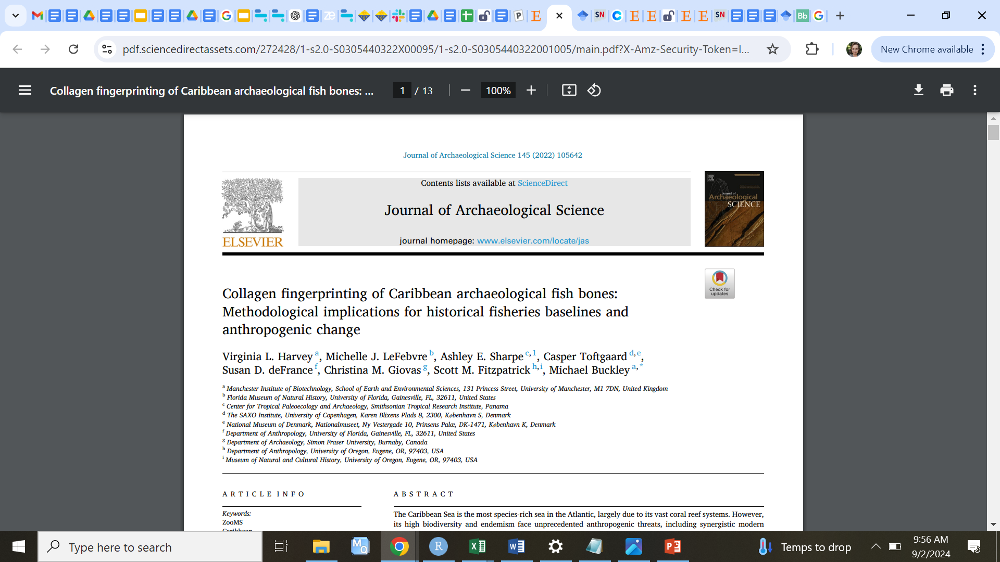 pdf.sciencedirectassets.com/272428/1-s2.0-S0305440322X00095/1-s2.0-S0305440322001005/main.pdf?X-Amz-Security-Token=I...
New Chrome available
Collagen fingerprinting of Caribbean archaeological fish bones: ...
1 / 13
100%
Journal of Archaeological Science 145 (2022) 105642
Contents lists available at ScienceDirect
Journal of Archaeological Science
journal homepage: www.elsevier.com/locate/jas
ELSEVIER
Journal of
Archaeological
SCIENCE
Check for
updates
Collagen fingerprinting of Caribbean archaeological fish bones:
Methodological implications for historical fisheries baselines and
anthropogenic change
Virginia L. Harvey a, Michelle J. LeFebvre b, Ashley E. Sharpe c,1, Casper Toftgaard d,e,
Susan D. deFrance f, Christina M. Giovas g, Scott M. Fitzpatrick h,i, Michael Buckley a,*
a Manchester Institute of Biotechnology, School of Earth and Environmental Sciences, 131 Princess Street, University of Manchester, M1 7DN, United Kingdom
b Florida Museum of Natural History, University of Florida, Gainesville, FL, 32611, United States
c Center for Tropical Paleoecology and Archaeology, Smithsonian Tropical Research Institute, Panama
d The SAXO Institute, University of Copenhagen, Karen Blixens Plads 8, 2300, København S, Denmark
e National Museum of Denmark, Nationalmuseet, Ny Vestergade 10, Prinsens Palæ, DK-1471, København K, Denmark
f Department of Anthropology, University of Florida, Gainesville, FL, 32611, United States
g Department of Archaeology, Simon Fraser University, Burnaby, Canada
h Department of Anthropology, University of Oregon, Eugene, OR, 97403, USA
i Museum of Natural and Cultural History, University of Oregon, Eugene, OR, 97403, USA
ARTICLE INFO
Keywords:
ZooMS
Caribbean
ABSTRACT
The Caribbean Sea is the most species-rich sea in the Atlantic, largely due to its vast coral reef systems. However,
its high biodiversity and endemism face unprecedented anthropogenic threats, including synergistic modern
Type here to search
Temps to drop
9:56 AM
9/2/2024